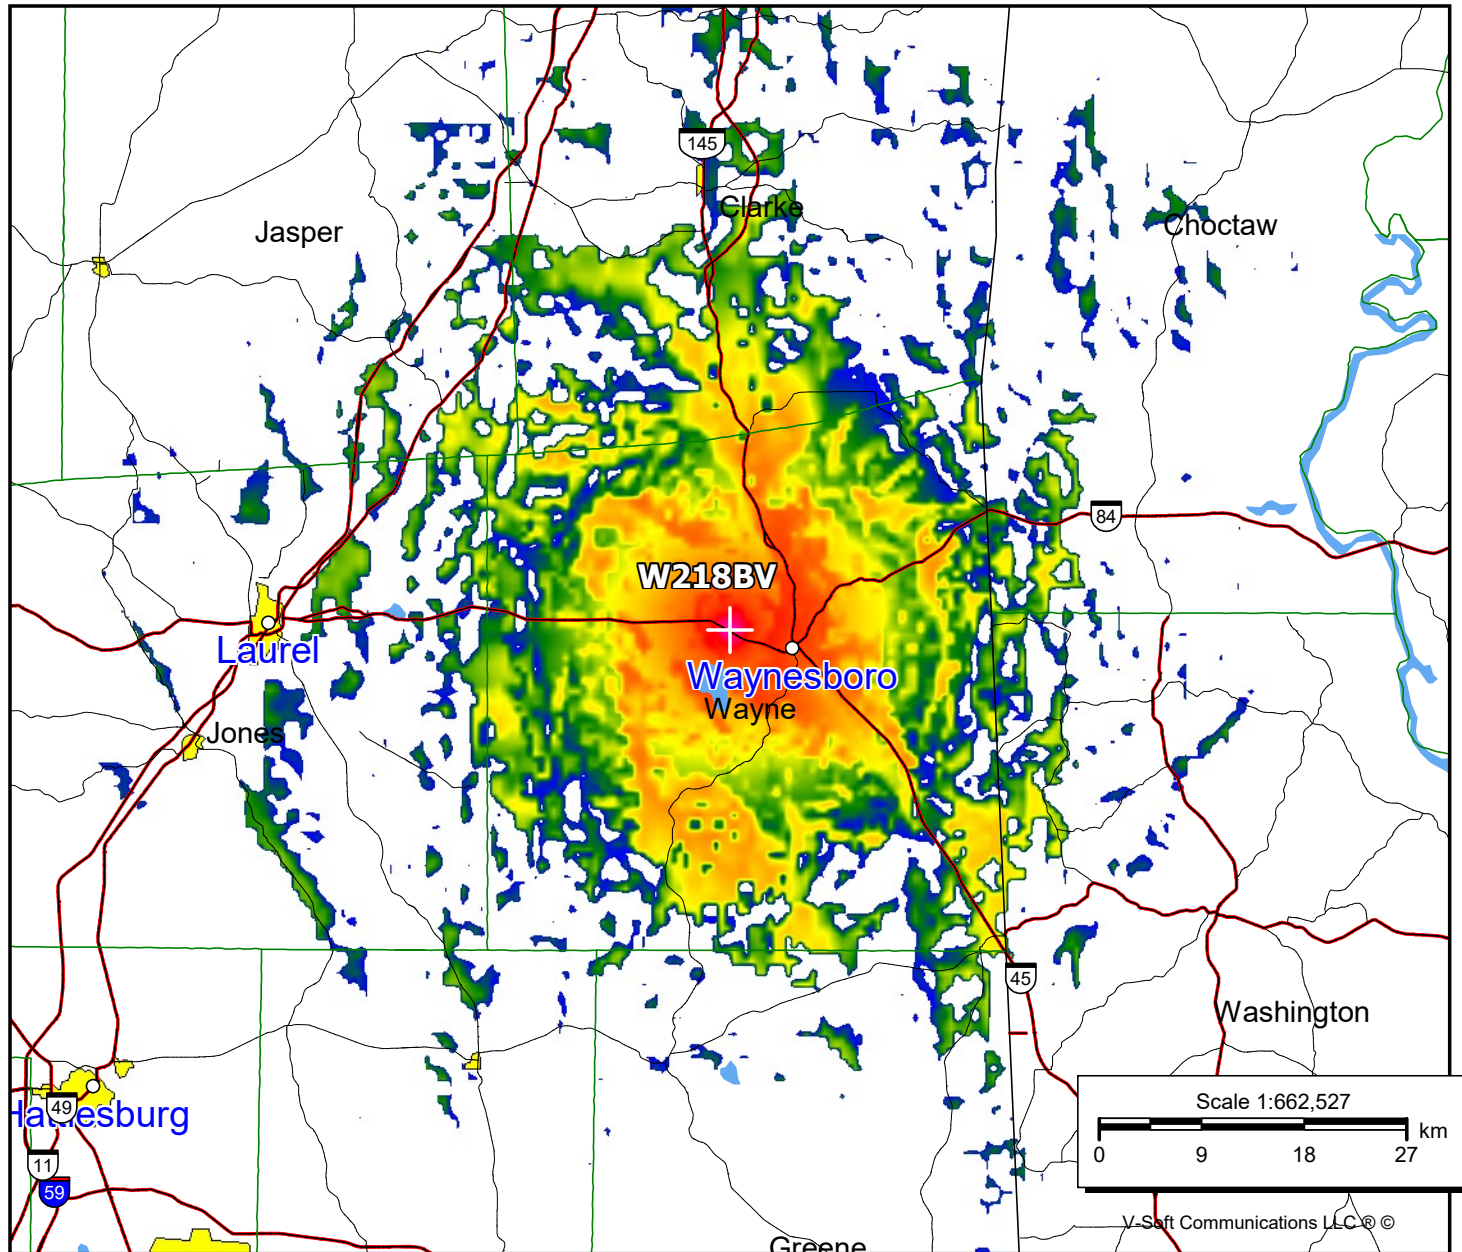 145
Clarke
Jasper
Choctaw
84
W218BV
Laurel
Waynesboro
Wayne
Jones
45
Washington
Hattiesburg
49
11
59
Scale 1:662,527
km
0 9 18 27
V-Soft Communications LLC ® ©
Greene